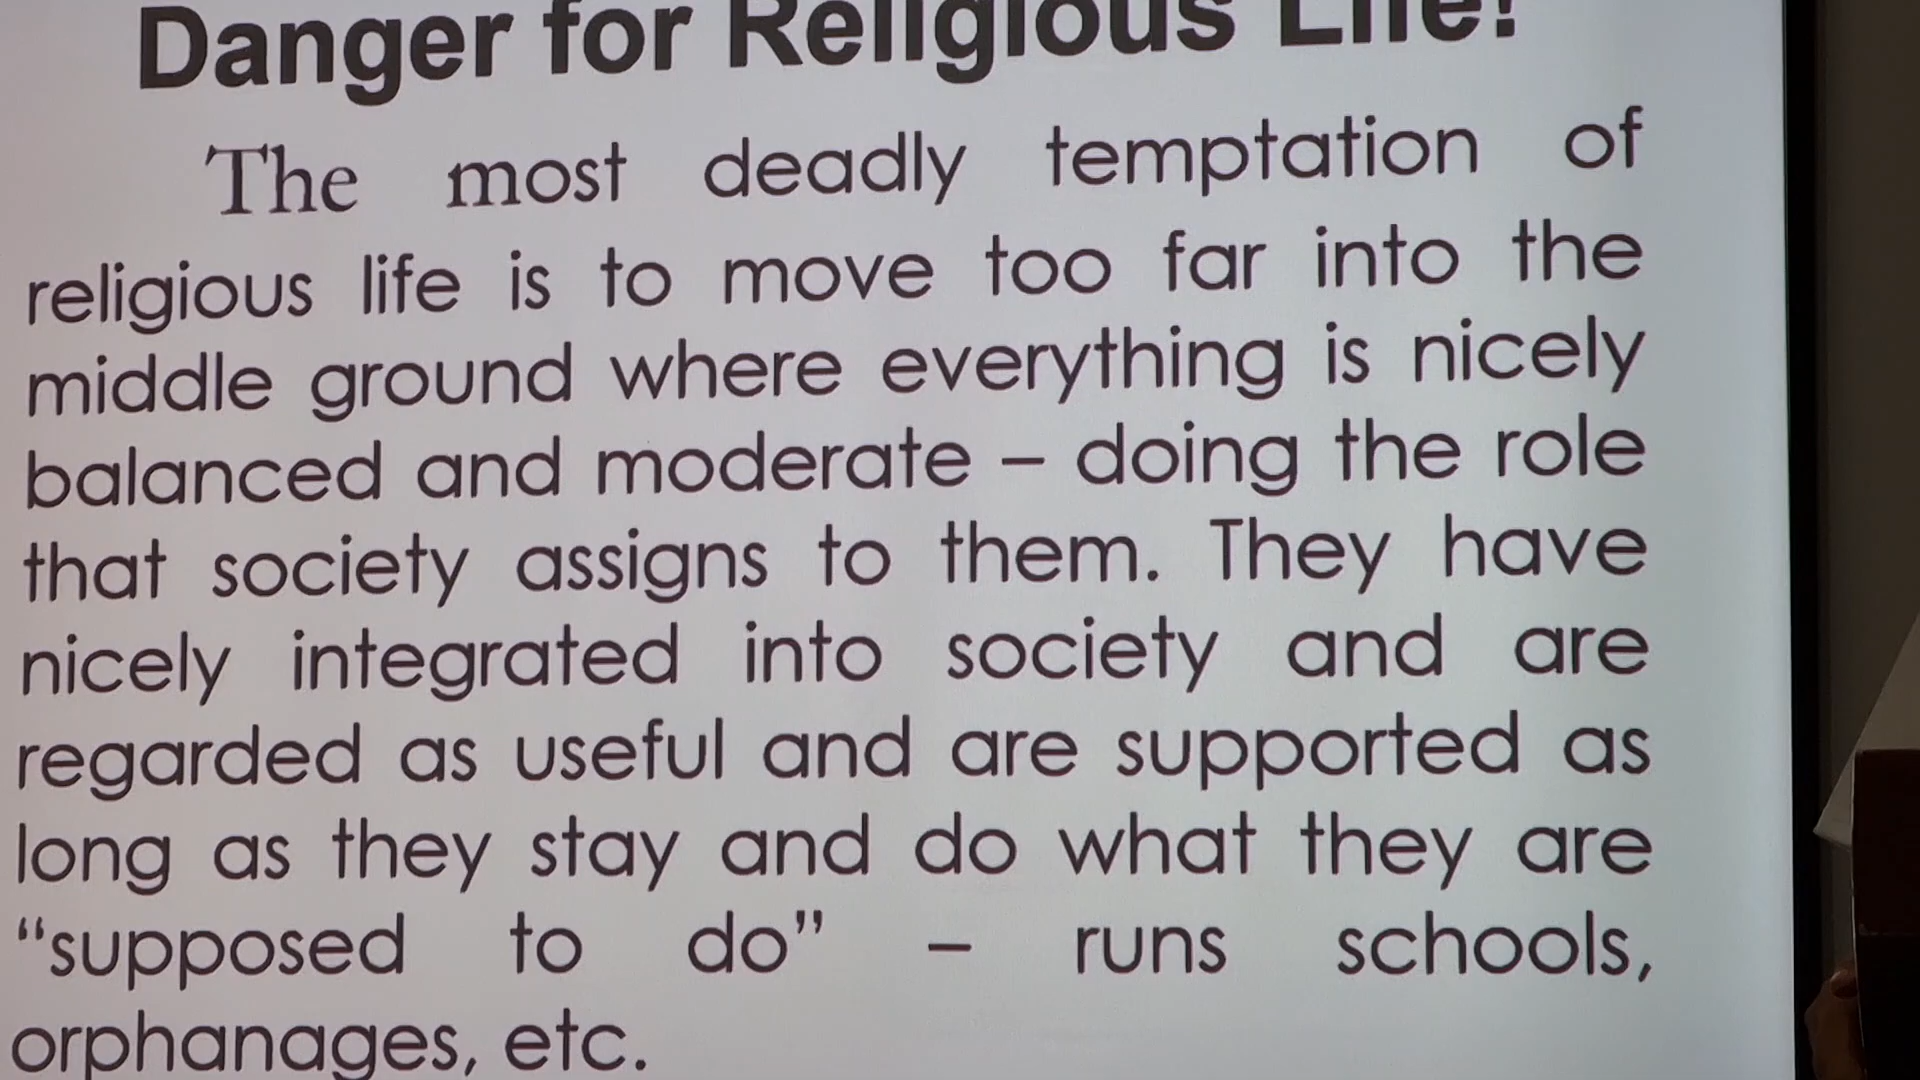 Danger for Religious Life!
The most deadly temptation of
religious life is to move too far into the
middle ground where everything is nicely
balanced and moderate – doing the role
that society assigns to them. They have
nicely integrated into society and are
regarded as useful and are supported as
long as they stay and do what they are
“supposed to do” – runs schools,
orphanages, etc.